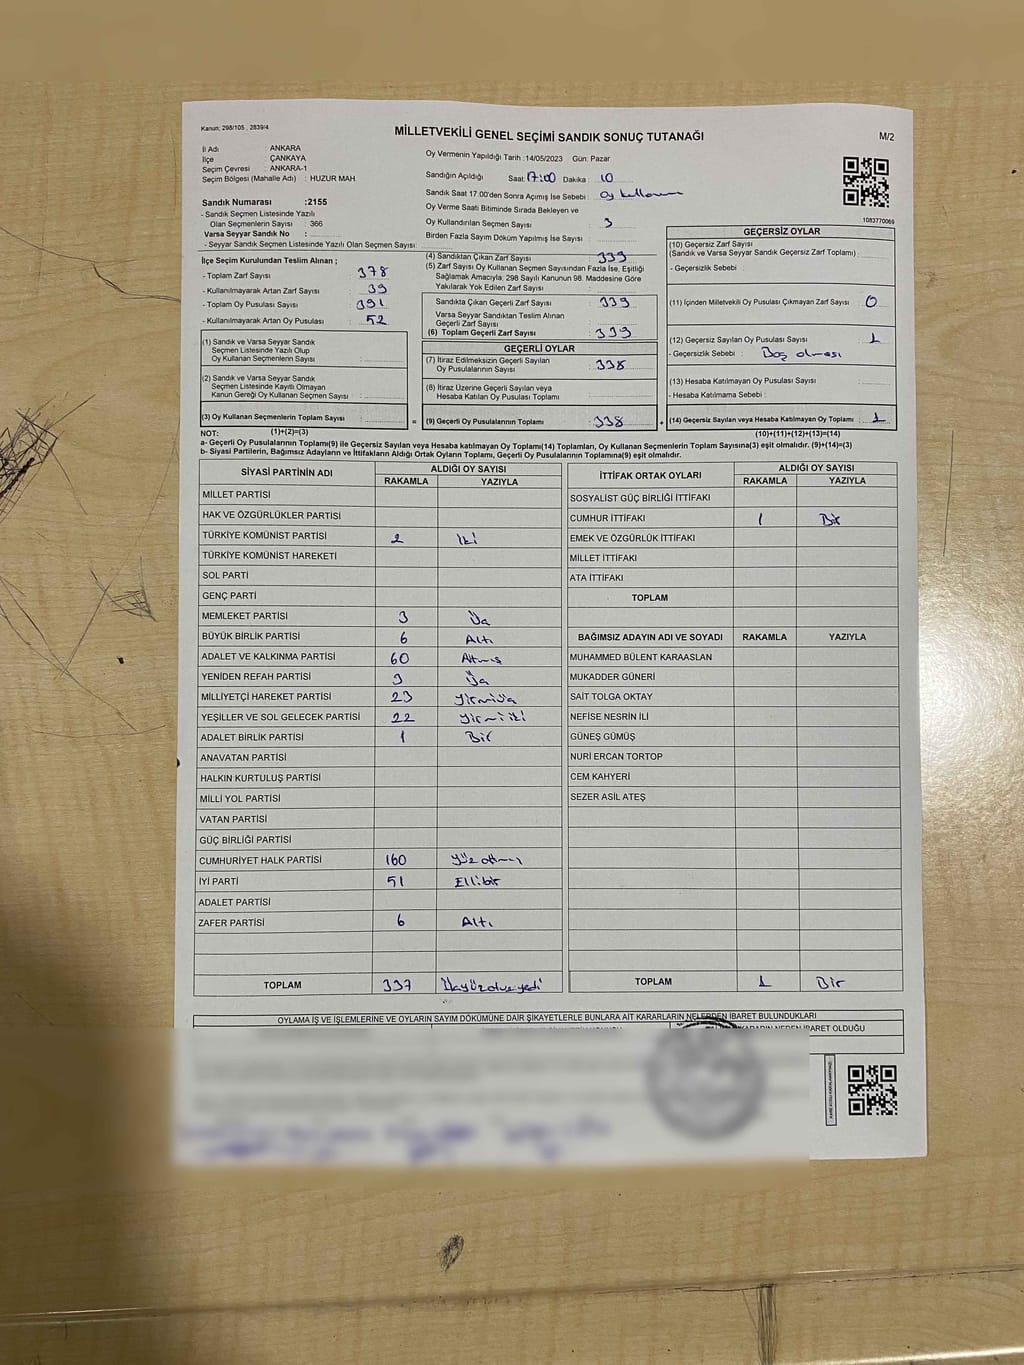 Kanun; 298/105 , 2839/4
MİLLETVEKİLİ GENEL SEÇİMİ SANDIK SONUÇ TUTANAĞI
M/2
İl Adı ANKARA
İlçe : ÇANKAYA
Seçim Çevresi : ANKARA-1
Seçim Bölgesi (Mahalle Adı) : HUZUR MAH.
Oy Vermenin Yapıldığı Tarih :14/05/2023 Gün: Pazar
Sandığın Açıldığı Saat: 17:00 Dakika : 10
Sandık Saat 17.00'den Sonra Açımış İse Sebebi : oy kullanım
Oy Verme Saati Bitiminde Sırada Bekleyen ve
Oy Kullandırılan Seçmen Sayısı : 3
Birden Fazla Sayım Döküm Yapılmış İse Sayısı :
1083770069
Sandık Numarası :2155
- Sandık Seçmen Listesinde Yazılı
Olan Seçmenlerin Sayısı : 366
Varsa Seyyar Sandık No :
- Seyyar Sandık Seçmen Listesinde Yazılı Olan Seçmen Sayısı:
İlçe Seçim Kurulundan Teslim Alınan ;
- Toplam Zarf Sayısı : 378
- Kullanılmayarak Artan Zarf Sayısı : 39
- Toplam Oy Pusulası Sayısı : 391
- Kullanılmayarak Artan Oy Pusulası : 52
(1) Sandık ve Varsa Seyyar Sandık
Seçmen Listesinde Yazılı Olup
Oy Kullanan Seçmenlerin Sayısı :
(2) Sandık ve Varsa Seyyar Sandık
Seçmen Listesinde Kayıtlı Olmayan
Kanun Gereği Oy Kullanan Seçmen Sayısı :
(3) Oy Kullanan Seçmenlerin Toplam Sayısı :
(1)+(2)=(3)
(4) Sandıktan Çıkan Zarf Sayısı : 339
(5) Zarf Sayısı Oy Kullanan Seçmen Sayısından Fazla İse, Eşitliği
Sağlamak Amacıyla, 298 Sayılı Kanunun 98. Maddesine Göre
Yakılarak Yok Edilen Zarf Sayısı :
Sandıkta Çıkan Geçerli Zarf Sayısı : 339
Varsa Seyyar Sandıktan Teslim Alınan
Geçerli Zarf Sayısı :
(6) Toplam Geçerli Zarf Sayısı : 339
GEÇERLİ OYLAR
(7) İtiraz Edilmeksizin Geçerli Sayılan
Oy Pusulalarının Sayısı : 338
(8) İtiraz Üzerine Geçerli Sayılan veya
Hesaba Katılan Oy Pusulası Toplamı :
= (9) Geçerli Oy Pusulalarının Toplamı : 338
GEÇERSİZ OYLAR
(10) Geçersiz Zarf Sayısı
(Sandık ve Varsa Seyyar Sandık Geçersiz Zarf Toplamı) :
- Geçersizlik Sebebi :
(11) İçinden Milletvekili Oy Pusulası Çıkmayan Zarf Sayısı : 0
(12) Geçersiz Sayılan Oy Pusulası Sayısı : 1
- Geçersizlik Sebebi : Boş olması
(13) Hesaba Katılmayan Oy Pusulası Sayısı :
- Hesaba Katılmama Sebebi :
+ (14) Geçersiz Sayılan veya Hesaba Katılmayan Oy Toplamı : 1
(10)+(11)+(12)+(13)=(14)
NOT:
a- Geçerli Oy Pusulalarının Toplamı(9) ile Geçersiz Sayılan veya Hesaba katılmayan Oy Toplamı(14) Toplamları, Oy Kullanan Seçmenlerin Toplam Sayısına(3) eşit olmalıdır. (9)+(14)=(3)
b- Siyasi Partilerin, Bağımsız Adayların ve İttifakların Aldığı Ortak Oyların Toplamı, Geçerli Oy Pusulalarının Toplamına(9) eşit olmalıdır.
SİYASİ PARTİNİN ADI ALDIĞI OY SAYISI
RAKAMLA YAZIYLA
MİLLET PARTİSİ
HAK VE ÖZGÜRLÜKLER PARTİSİ
TÜRKİYE KOMÜNİST PARTİSİ 2 iki
TÜRKİYE KOMÜNİST HAREKETİ
SOL PARTİ
GENÇ PARTİ
MEMLEKET PARTİSİ 3 Üç
BÜYÜK BİRLİK PARTİSİ 6 Altı
ADALET VE KALKINMA PARTİSİ 60 Altmış
YENİDEN REFAH PARTİSİ 3 Üç
MİLLİYETÇİ HAREKET PARTİSİ 23 Yirmiüç
YEŞİLLER VE SOL GELECEK PARTİSİ 22 Yirmiiki
ADALET BİRLİK PARTİSİ 1 Bir
ANAVATAN PARTİSİ
HALKIN KURTULUŞ PARTİSİ
MİLLİ YOL PARTİSİ
VATAN PARTİSİ
GÜÇ BİRLİĞİ PARTİSİ
CUMHURİYET HALK PARTİSİ 160 Yüz altmış
İYİ PARTİ 51 Ellibir
ADALET PARTİSİ
ZAFER PARTİSİ 6 Altı
TOPLAM 337 Üçyüzotuzyedi
İTTİFAK ORTAK OYLARI ALDIĞI OY SAYISI
RAKAMLA YAZIYLA
SOSYALİST GÜÇ BİRLİĞİ İTTİFAKI
CUMHUR İTTİFAKI 1 Bir
EMEK VE ÖZGÜRLÜK İTTİFAKI
MİLLET İTTİFAKI
ATA İTTİFAKI
TOPLAM
BAĞIMSIZ ADAYIN ADI VE SOYADI RAKAMLA YAZIYLA
MUHAMMED BÜLENT KARAASLAN
MUKADDER GÜNERİ
SAİT TOLGA OKTAY
NEFİSE NESRİN İLİ
GÜNEŞ GÜMÜŞ
NURİ ERCAN TORTOP
CEM KAHYERİ
SEZER ASİL ATEŞ
TOPLAM 1 Bir
OYLAMA İŞ VE İŞLEMLERİNE VE OYLARIN SAYIM DÖKÜMÜNE DAİR ŞİKAYETLERLE BUNLARA AİT KARARLARIN NELERDEN İBARET BULUNDUKLARI
KARARIN NEDEN İBARET OLDUĞU